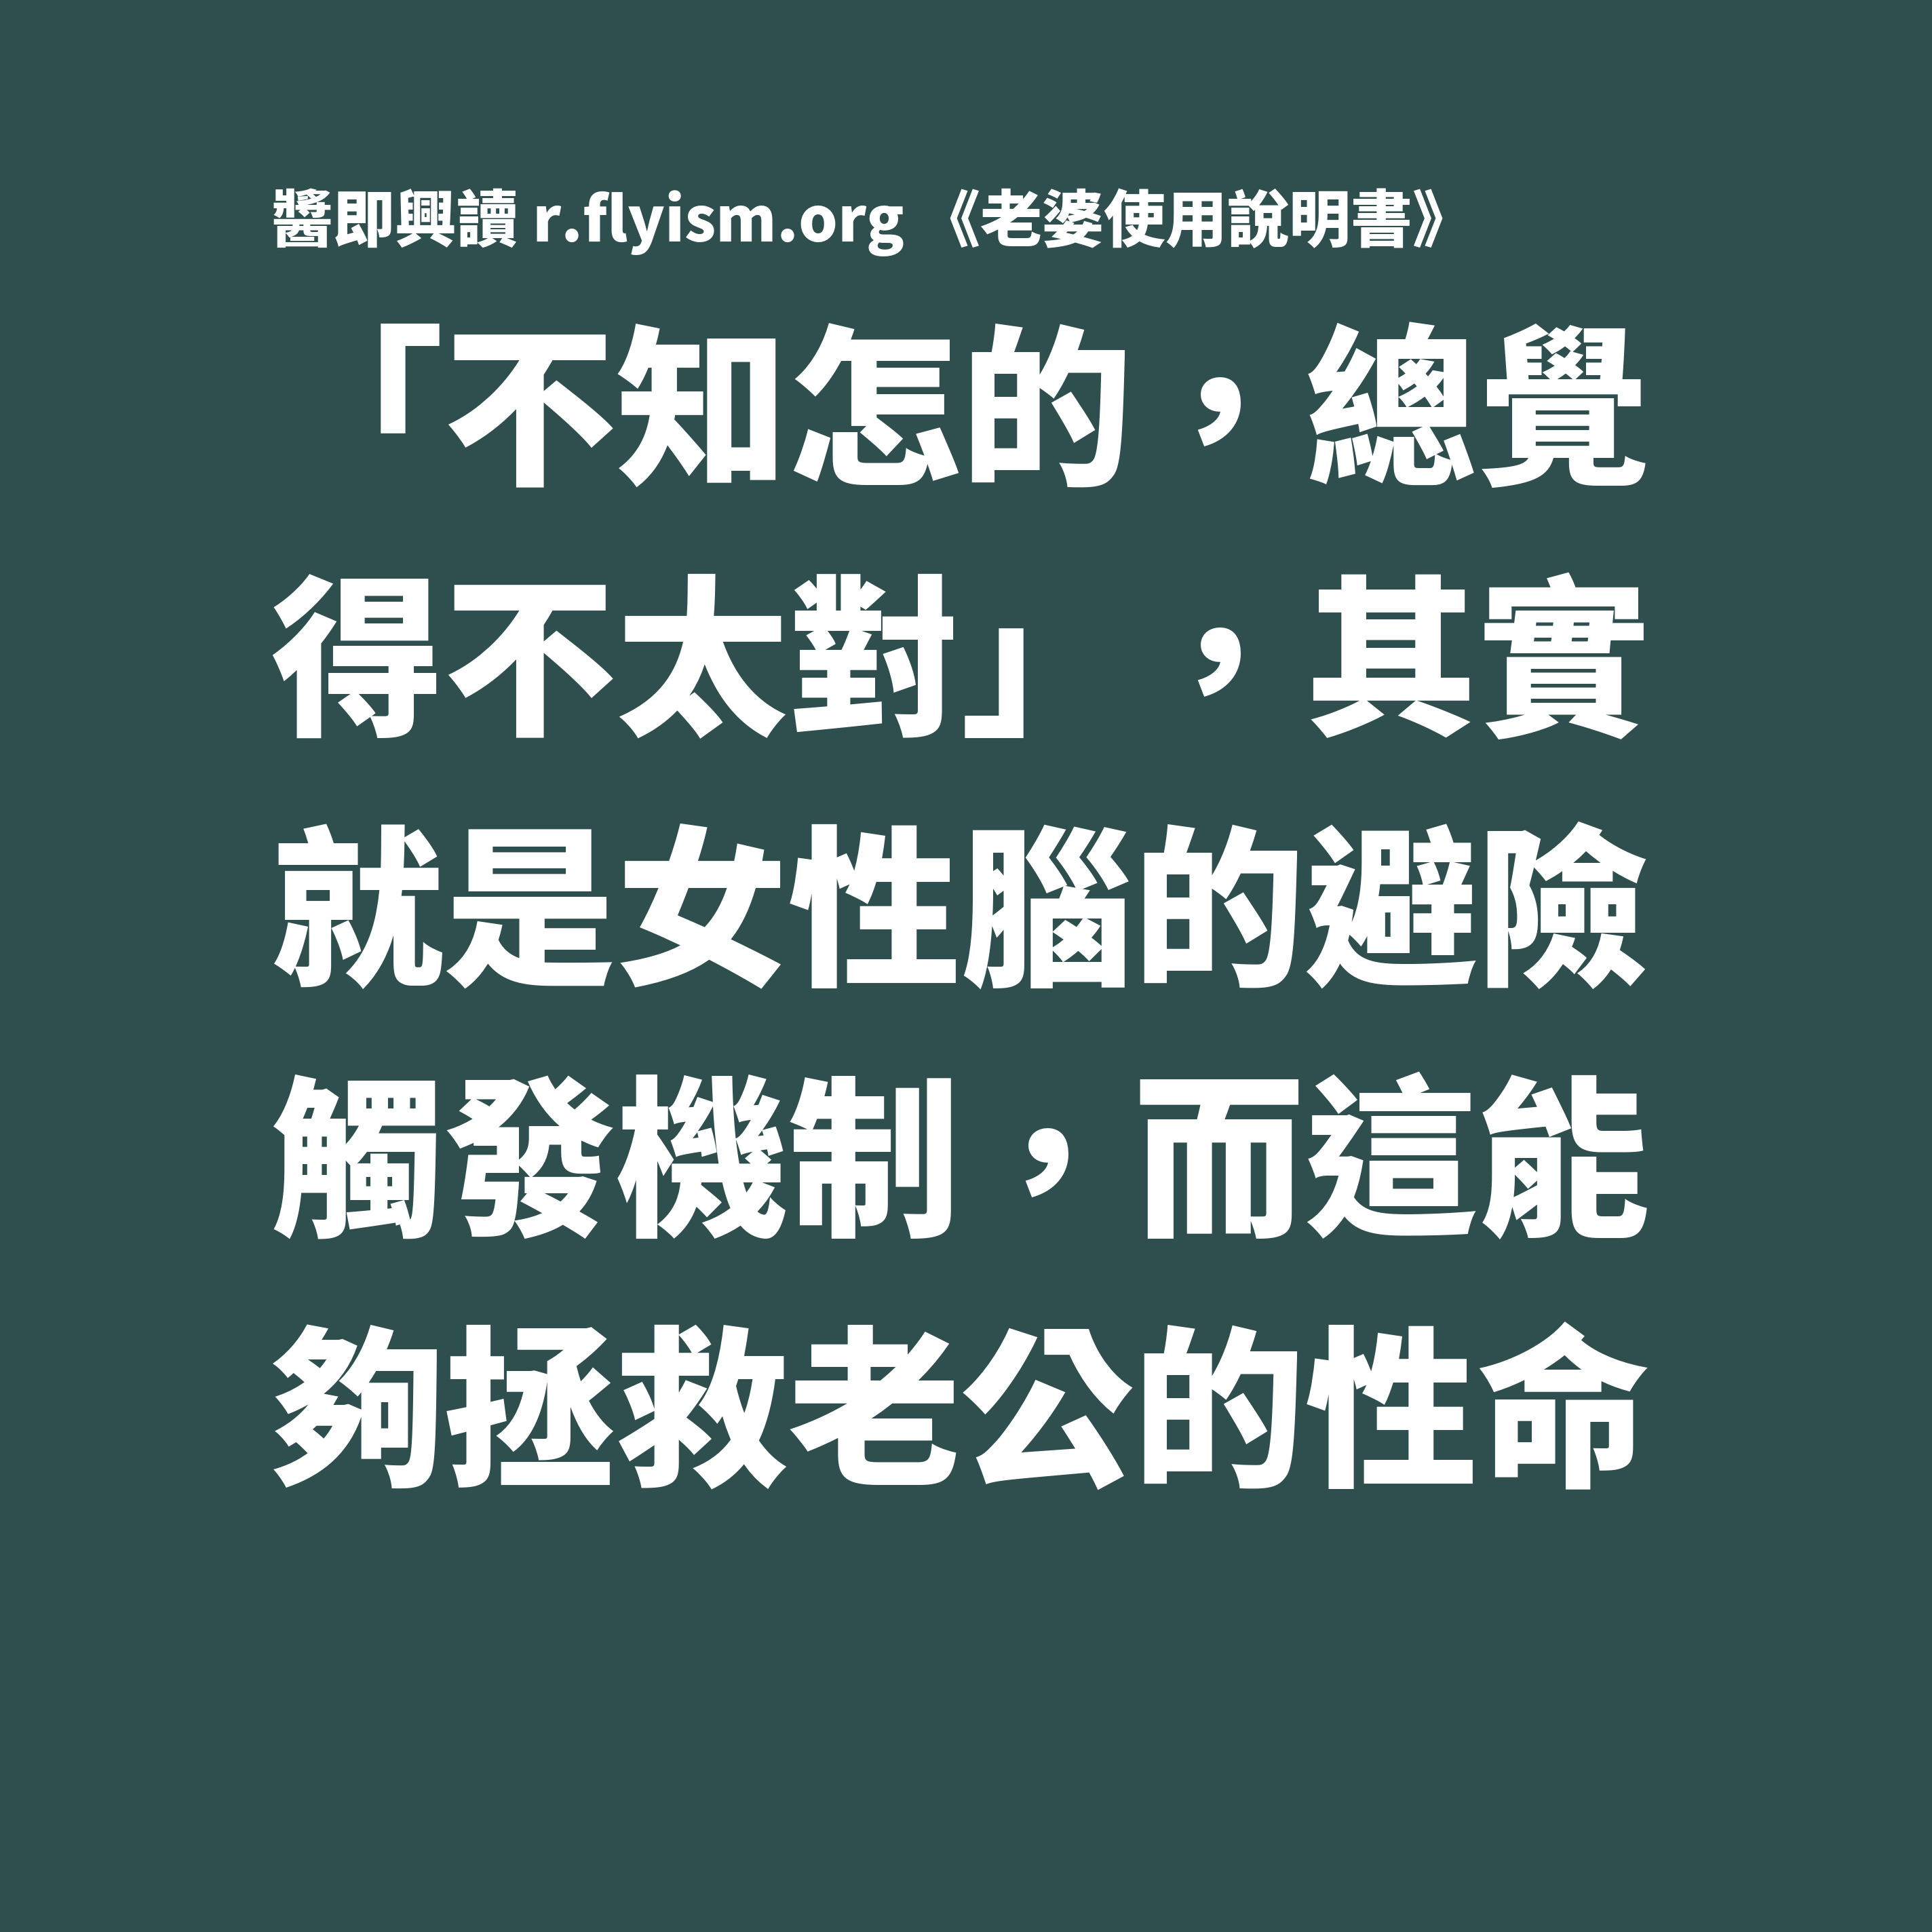 醫即閱讀 r.flyism.org 《老婆使用說明書》
「不知怎的，總覺
得不太對」，其實
就是女性腦的避險
觸發機制，而這能
夠拯救老公的性命